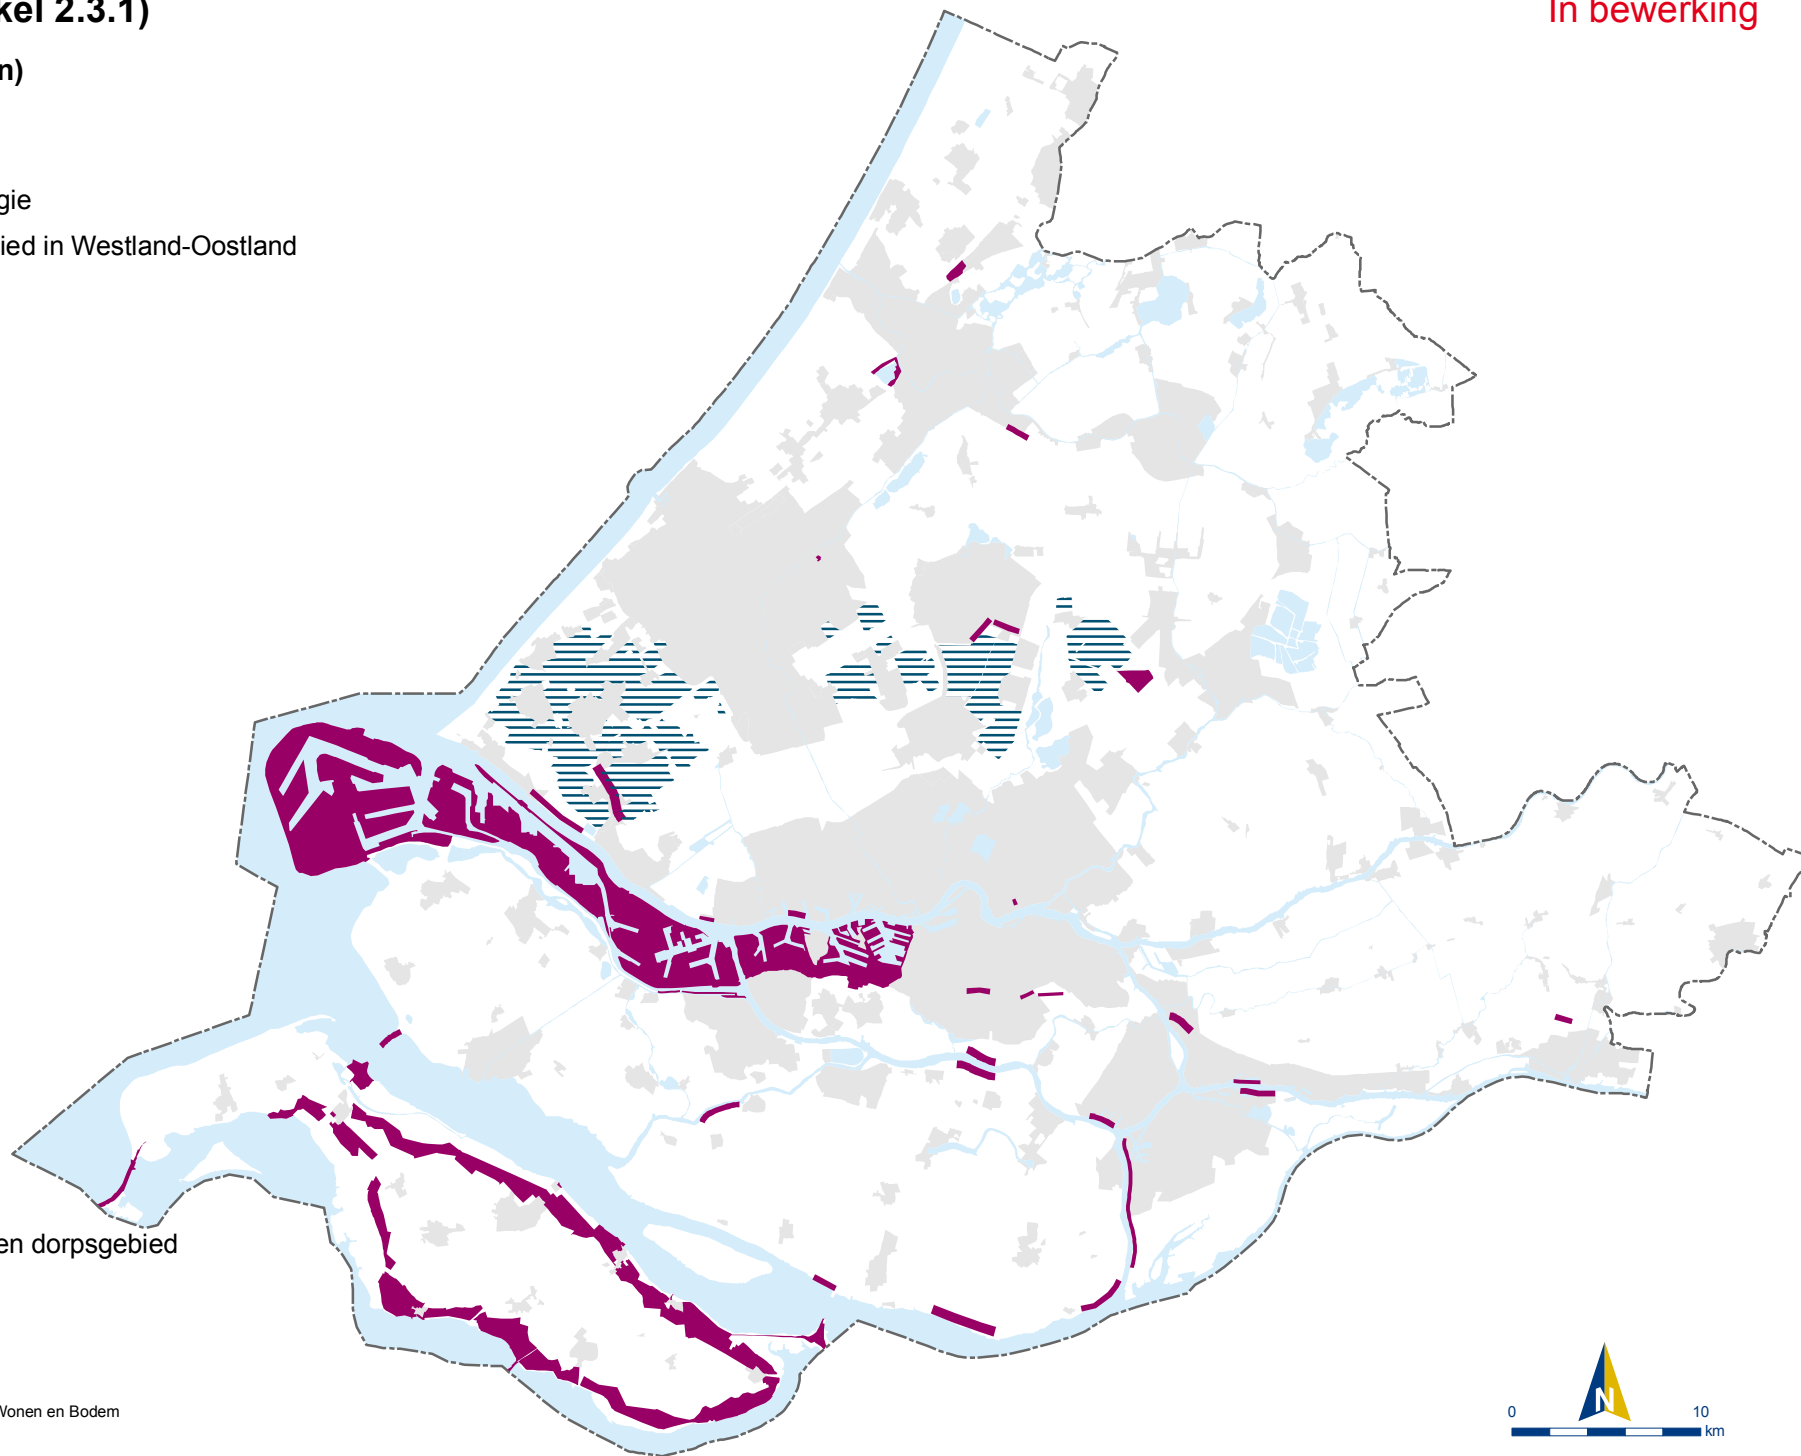 kel 2.3.1)
In bewerking
n)
gie
ied in Westland-Oostland
en dorpsgebied
Wonen en Bodem
N
0 10
km